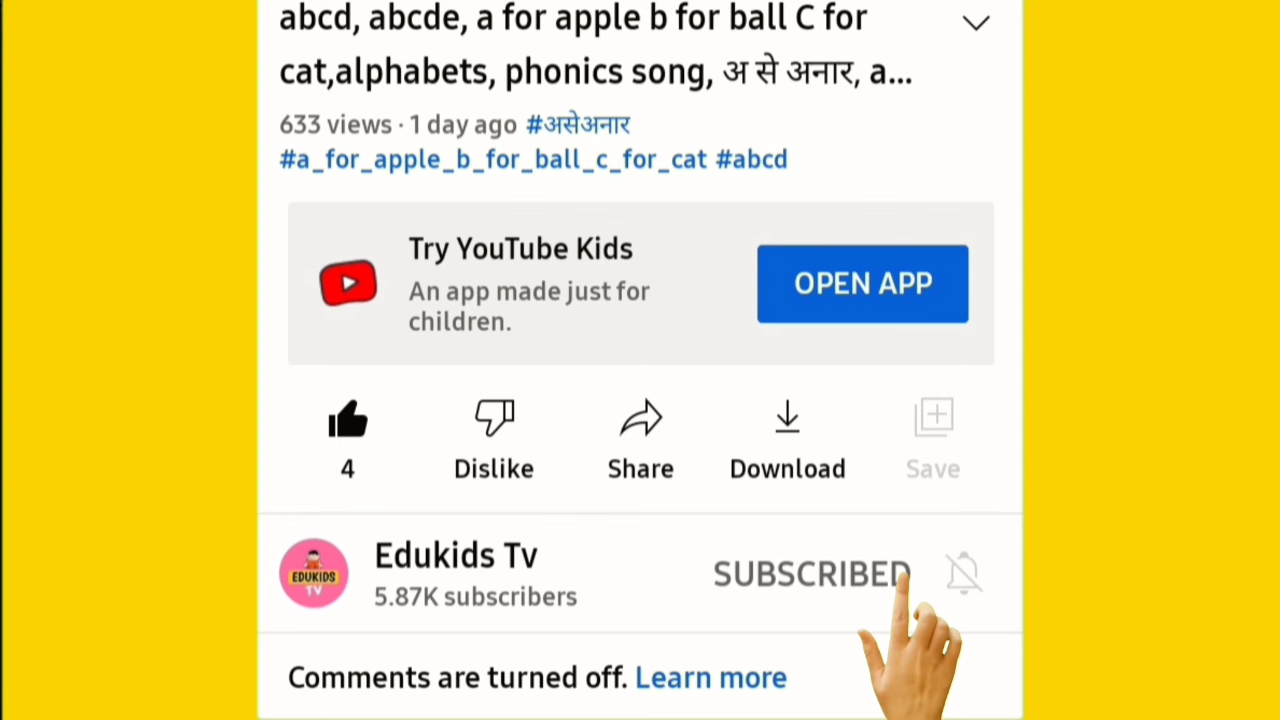 abcd, abcde, a for apple b for ball C for
cat,alphabets, phonics song, अ से अनार, a...
633 views · 1 day ago #असेअनार
#a_for_apple_b_for_ball_c_for_cat #abcd
Try YouTube Kids
An app made just for
children.
OPEN APP
4 Dislike Share Download Save
EDUKIDS
TV
Edukids Tv
5.87K subscribers
SUBSCRIBED
Comments are turned off. Learn more